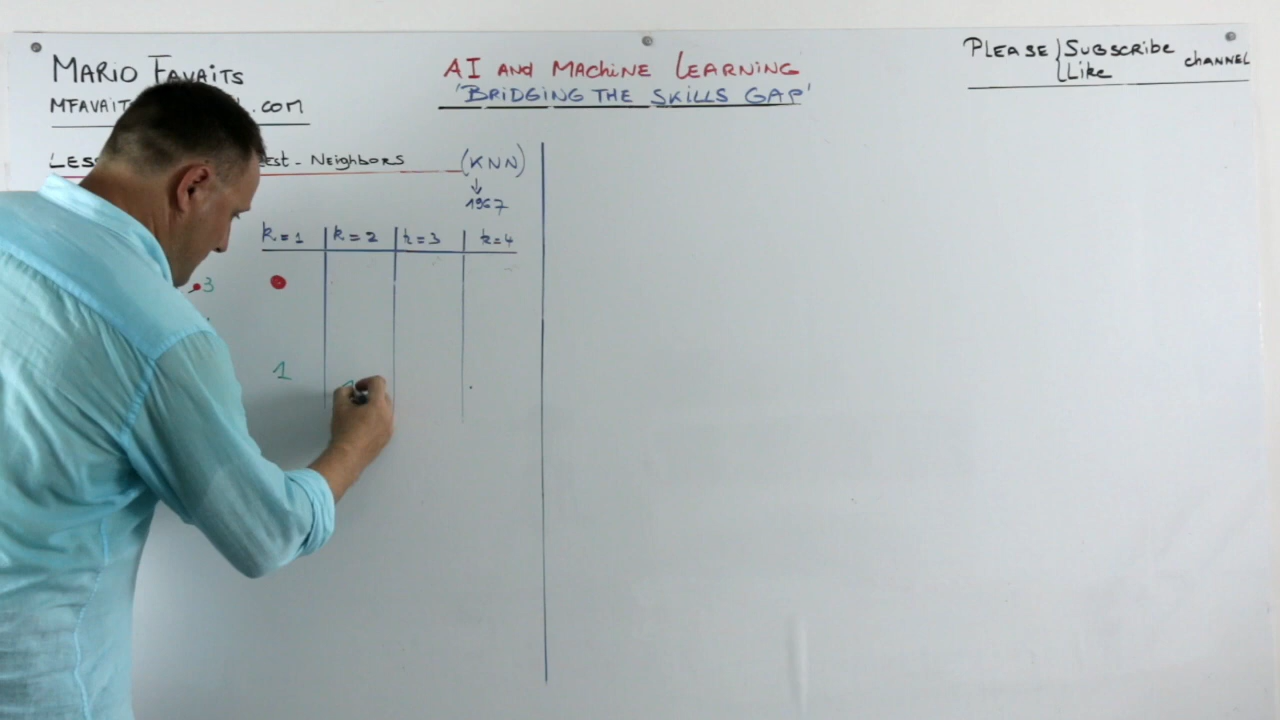 MARIO FAVAITS
MFAVAIT .COM
AI AND MACHINE LEARNING
'BRIDGING THE SKILLS GAP'
PLEASE SUBSCRIBE
LIKE CHANNEL
LES EST - NEIGHBORS (KNN)
1967
k=1 k=2 k=3 k=4
3
1